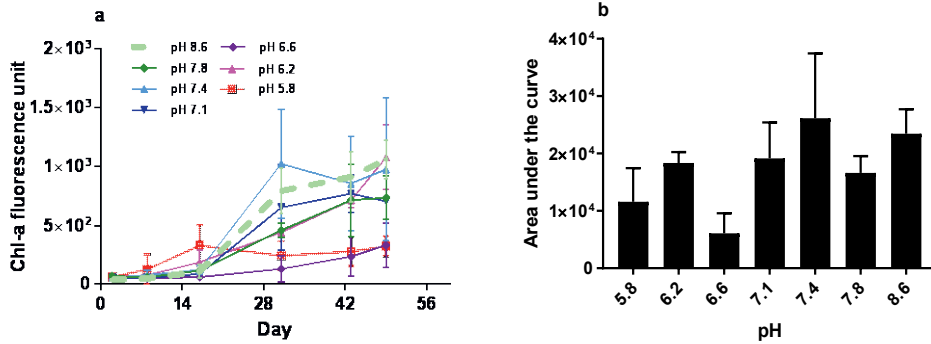 a
Chl-a fluorescence unit
2×10³
1.5×10³
1×10³
5×10²
0
pH 8.6
pH 7.8
pH 7.4
pH 7.1
pH 6.6
pH 6.2
pH 5.8
0 14 28 42 56
Day
b
Area under the curve
4×10⁴
3×10⁴
2×10⁴
1×10⁴
0
5.8 6.2 6.6 7.1 7.4 7.8 8.6
pH